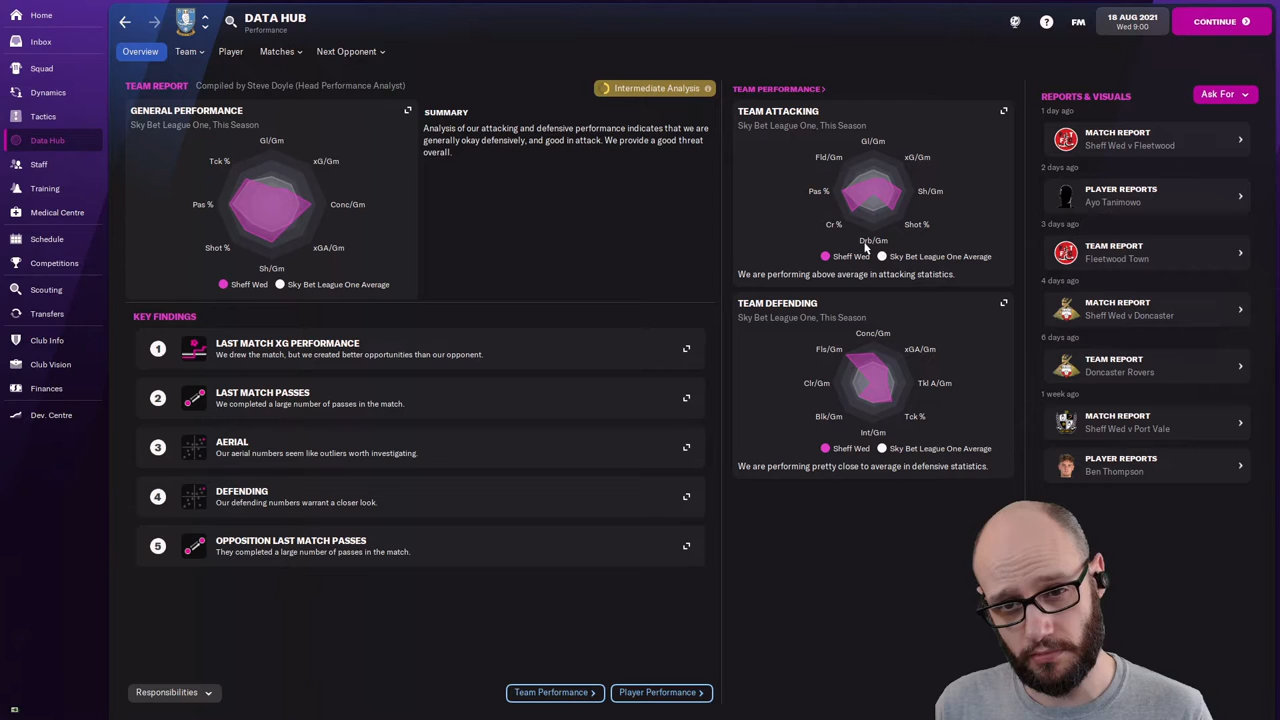 Home
Inbox
Squad
Dynamics
Tactics
Data Hub
Staff
Training
Medical Centre
Schedule
Competitions
Scouting
Transfers
Club Info
Club Vision
Finances
Dev. Centre
DATA HUB
Performance
FM
18 AUG 2021
Wed 9:00
CONTINUE
Overview
Team
Player
Matches
Next Opponent
TEAM REPORT Compiled by Steve Doyle (Head Performance Analyst)
Intermediate Analysis
GENERAL PERFORMANCE
Sky Bet League One, This Season
Gl/Gm
xG/Gm
Conc/Gm
xGA/Gm
Sh/Gm
Shot %
Pas %
Tck %
Sheff Wed
Sky Bet League One Average
SUMMARY
Analysis of our attacking and defensive performance indicates that we are
generally okay defensively, and good in attack. We provide a good threat
overall.
KEY FINDINGS
1
LAST MATCH XG PERFORMANCE
We drew the match, but we created better opportunities than our opponent.
2
LAST MATCH PASSES
We completed a large number of passes in the match.
3
AERIAL
Our aerial numbers seem like outliers worth investigating.
4
DEFENDING
Our defending numbers warrant a closer look.
5
OPPOSITION LAST MATCH PASSES
They completed a large number of passes in the match.
Responsibilities
Team Performance
Player Performance
TEAM PERFORMANCE
TEAM ATTACKING
Sky Bet League One, This Season
Gl/Gm
xG/Gm
Sh/Gm
Shot %
Drb/Gm
Cr %
Pas %
Fld/Gm
Sheff Wed
Sky Bet League One Average
We are performing above average in attacking statistics.
TEAM DEFENDING
Sky Bet League One, This Season
Conc/Gm
xGA/Gm
Tkl A/Gm
Tck %
Int/Gm
Blk/Gm
Clr/Gm
Fls/Gm
Sheff Wed
Sky Bet League One Average
We are performing pretty close to average in defensive statistics.
REPORTS & VISUALS
Ask For
1 day ago
MATCH REPORT
Sheff Wed v Fleetwood
2 days ago
PLAYER REPORTS
Ayo Tanimowo
3 days ago
TEAM REPORT
Fleetwood Town
4 days ago
MATCH REPORT
Sheff Wed v Doncaster
6 days ago
TEAM REPORT
Doncaster Rovers
1 week ago
MATCH REPORT
Sheff Wed v Port Vale
PLAYER REPORTS
Ben Thompson